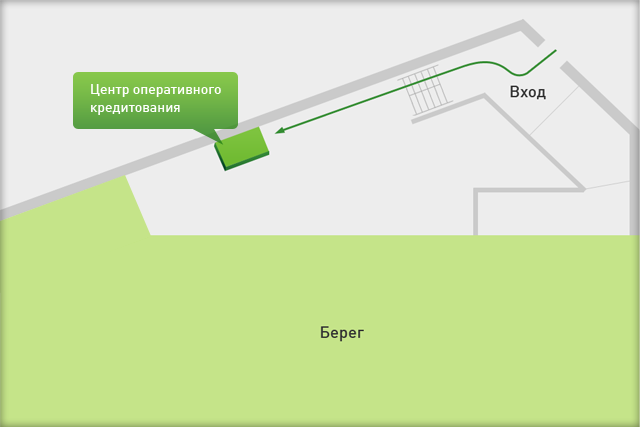 Центр оперативного
кредитования
Вход
Берег